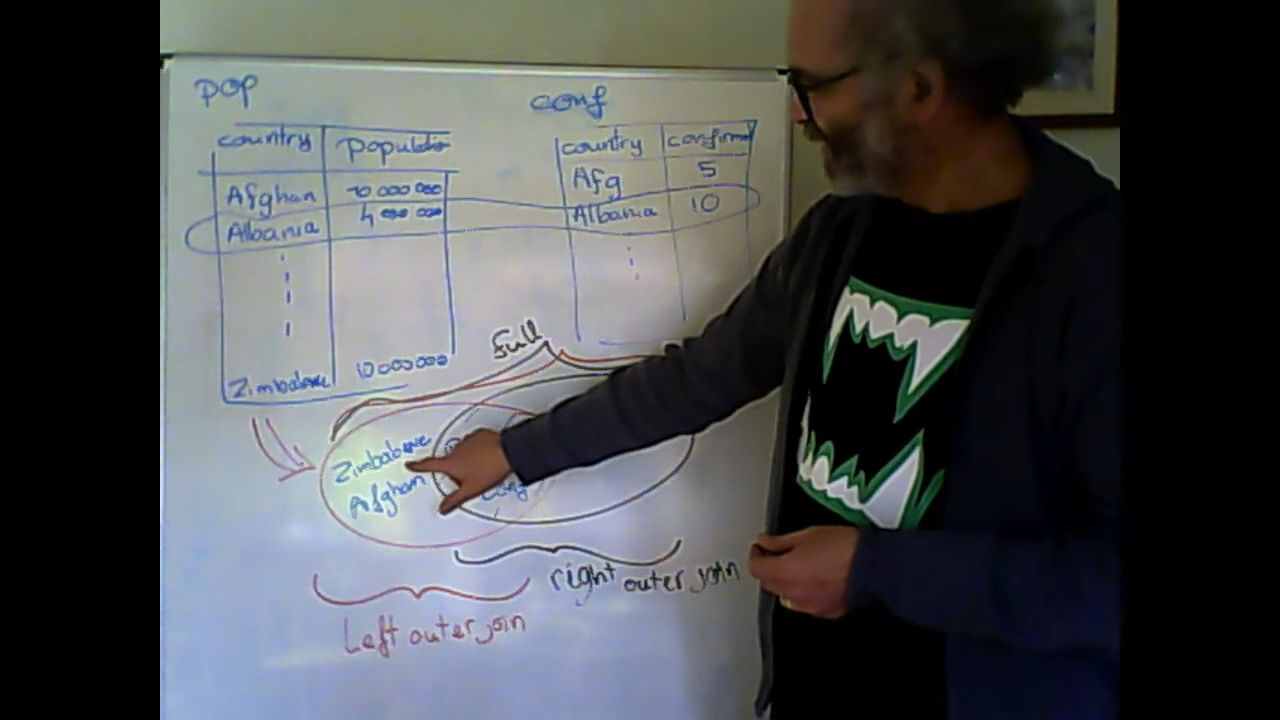 POP
conf
country populatio
Afghan 70 000 000
Albania 4 000 000
Zimbabwe 10 000 000
country confirmed
Afg 5
Albania 10
Full
Zimbabwe
Afghan
right outer join
Left outer join